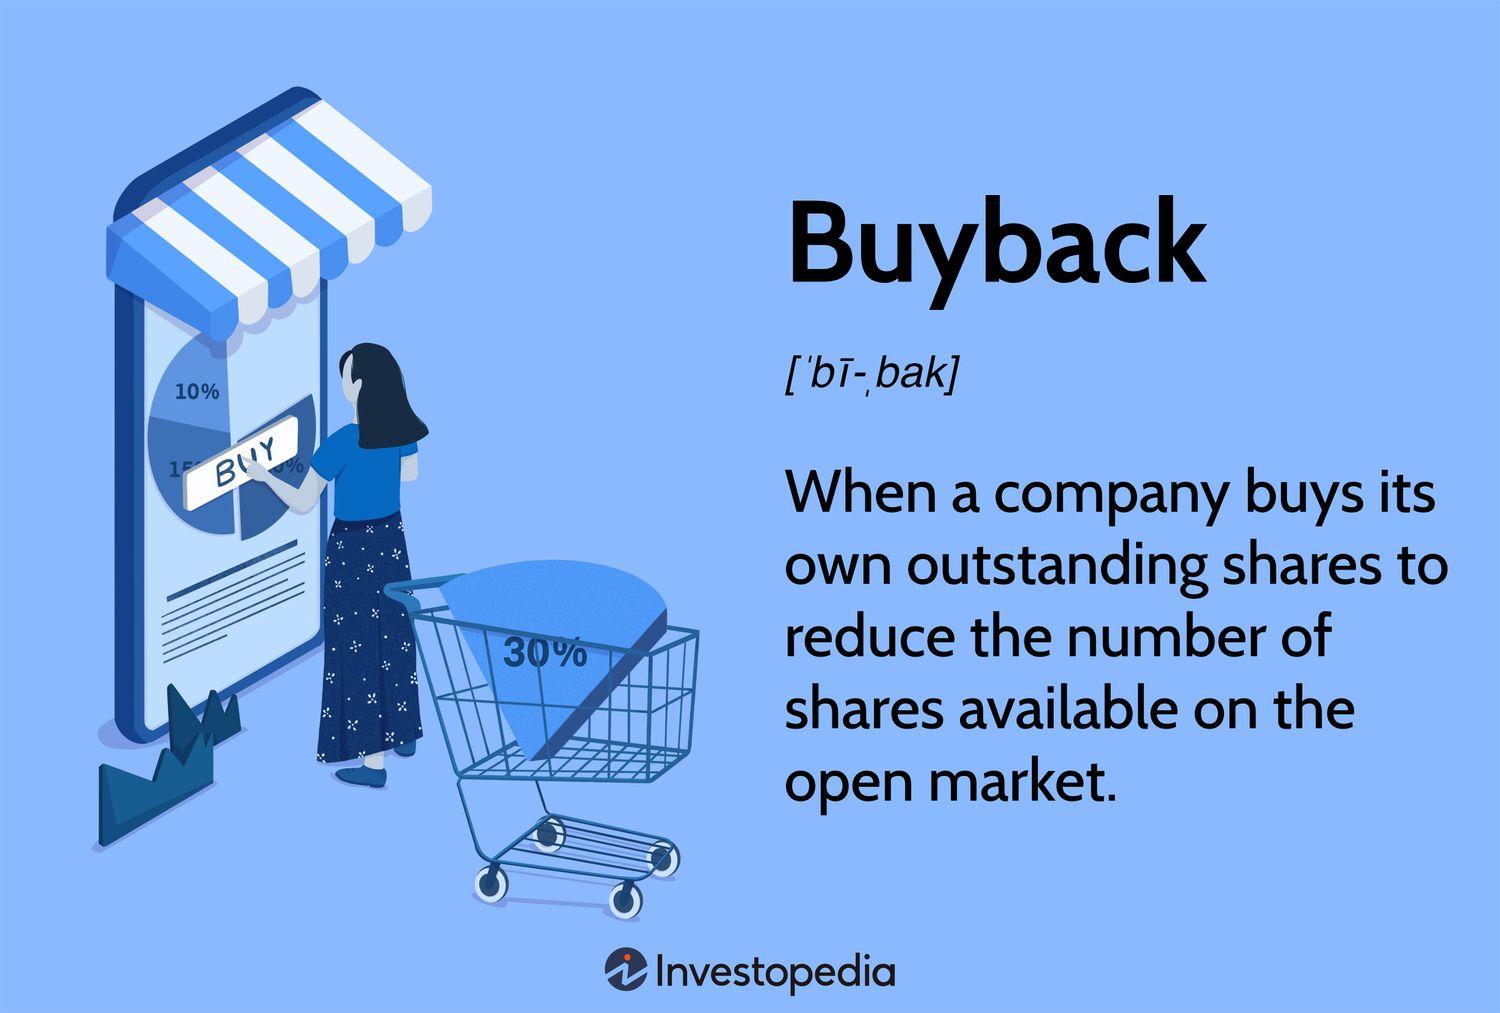 Buyback
[ˈbī-ˌbak]
When a company buys its
own outstanding shares to
reduce the number of
shares available on the
open market.
10%
BUY
30%
Investopedia